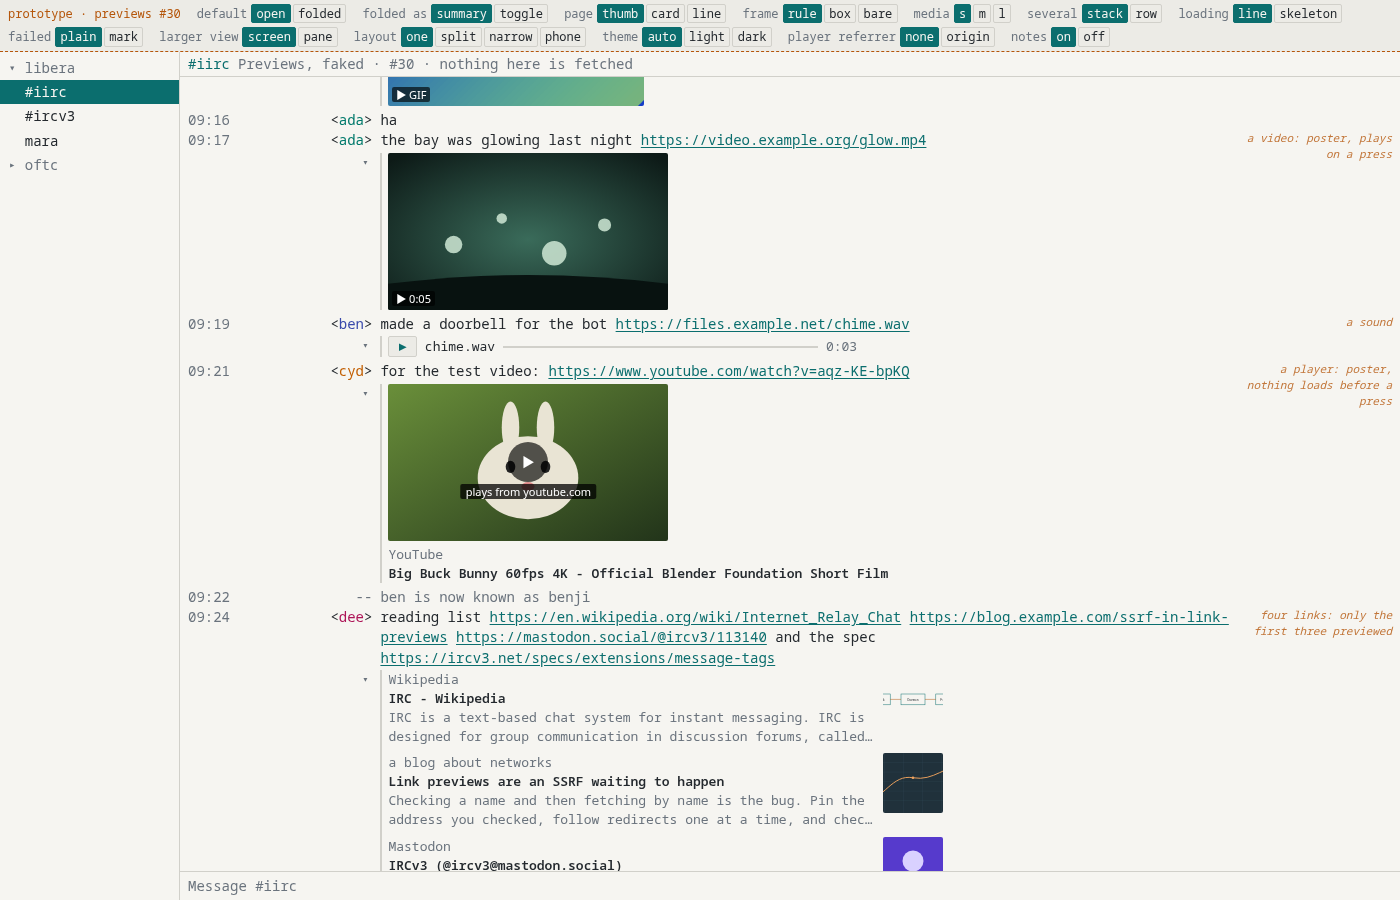 prototype · previews #30 default open folded folded as summary toggle page thumb card line frame rule box bare media s m l several stack row loading line skeleton
failed plain mark larger view screen pane layout one split narrow phone theme auto light dark player referrer none origin notes on off
▾ libera
#iirc
#ircv3
mara
▸ oftc
#iirc Previews, faked · #30 · nothing here is fetched
GIF
09:16 <ada> ha
09:17 <ada> the bay was glowing last night https://video.example.org/glow.mp4
a video: poster, plays
on a press
0:05
09:19 <ben> made a doorbell for the bot https://files.example.net/chime.wav
a sound
chime.wav 0:03
09:21 <cyd> for the test video: https://www.youtube.com/watch?v=aqz-KE-bpKQ
a player: poster,
nothing loads before a
press
plays from youtube.com
YouTube
Big Buck Bunny 60fps 4K - Official Blender Foundation Short Film
09:22 -- ben is now known as benji
09:24 <dee> reading list https://en.wikipedia.org/wiki/Internet_Relay_Chat https://blog.example.com/ssrf-in-link-
previews https://mastodon.social/@ircv3/113140 and the spec
https://ircv3.net/specs/extensions/message-tags
four links: only the
first three previewed
Wikipedia
IRC - Wikipedia
IRC is a text-based chat system for instant messaging. IRC is
designed for group communication in discussion forums, called…
a blog about networks
Link previews are an SSRF waiting to happen
Checking a name and then fetching by name is the bug. Pin the
address you checked, follow redirects one at a time, and chec…
Mastodon
IRCv3 (@ircv3@mastodon.social)
Message #iirc